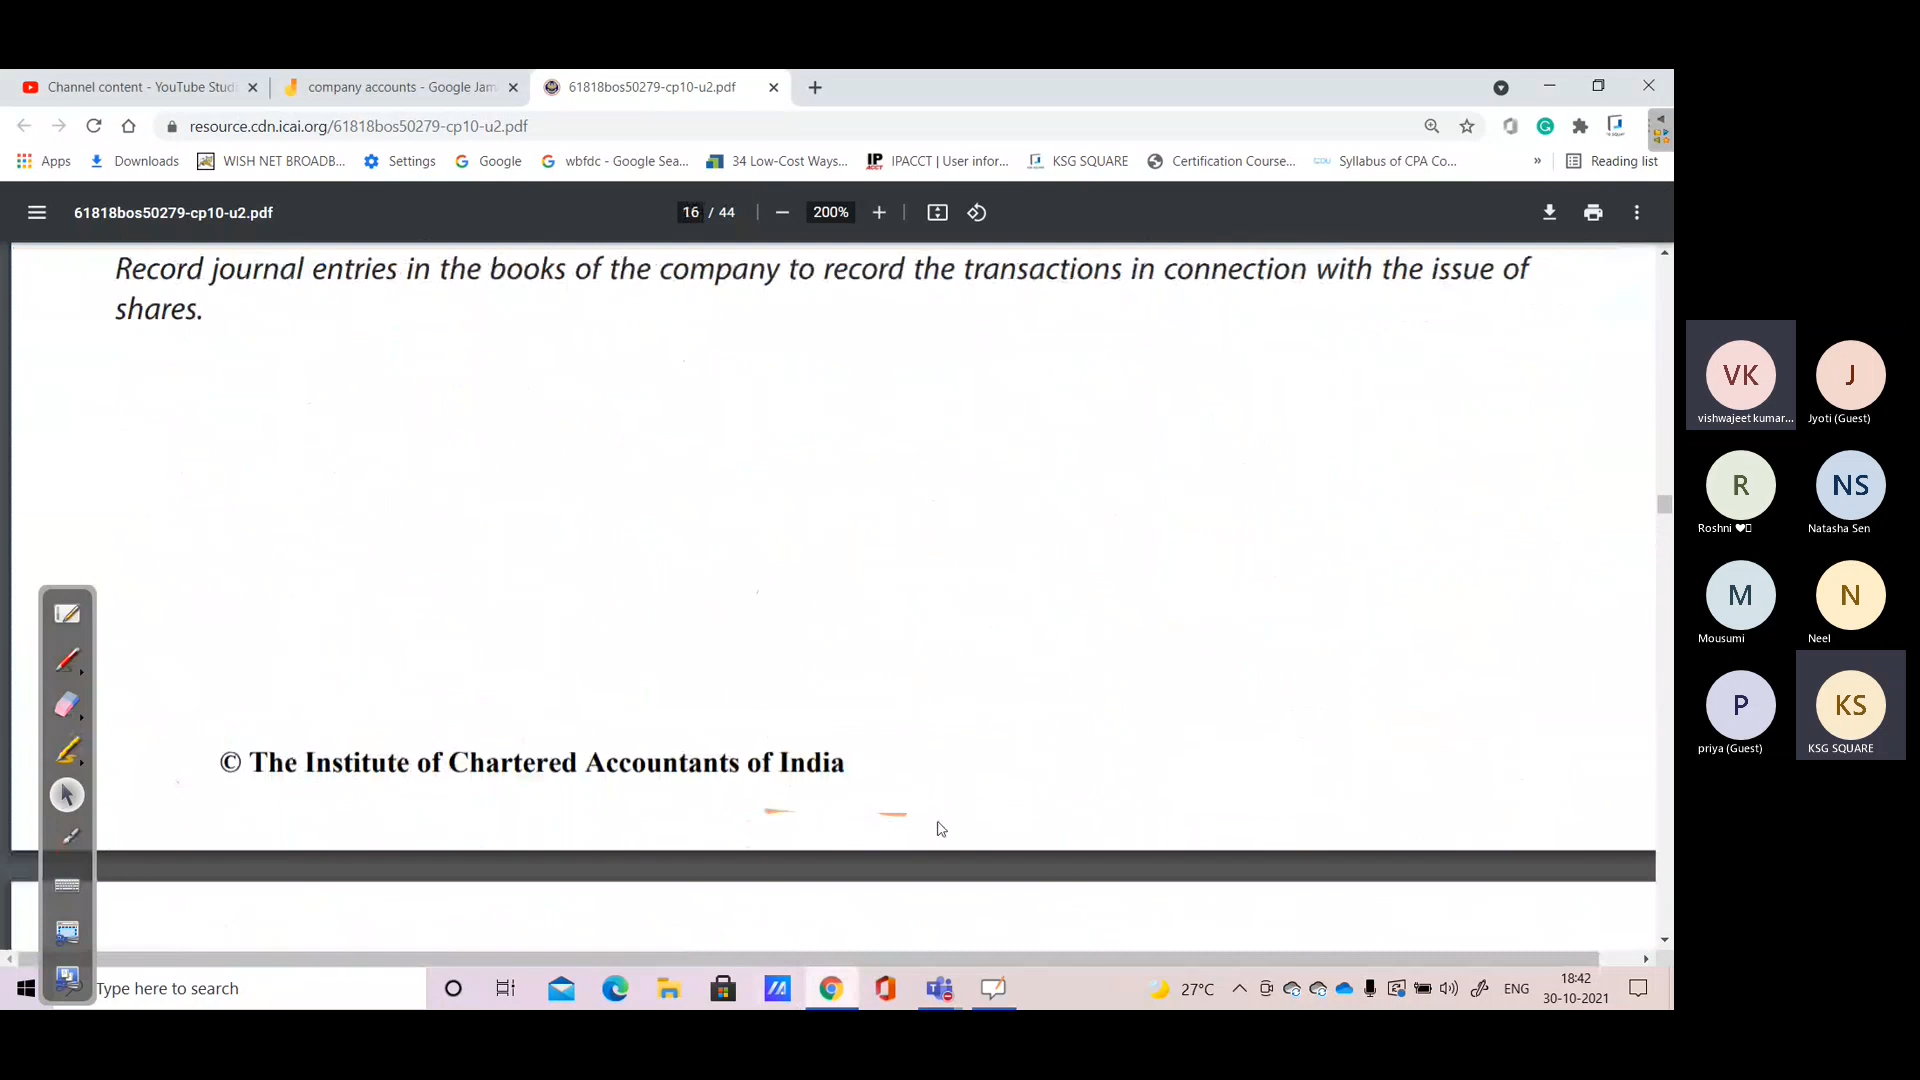 Channel content - YouTube Stud
company accounts - Google Jam
61818bos50279-cp10-u2.pdf
resource.cdn.icai.org/61818bos50279-cp10-u2.pdf
Apps
Downloads
WISH NET BROADB...
Settings
Google
wbfdc - Google Sea...
34 Low-Cost Ways...
IPACCT | User infor...
KSG SQUARE
Certification Course...
Syllabus of CPA Co...
»
Reading list
61818bos50279-cp10-u2.pdf
16 / 44
200%
Record journal entries in the books of the company to record the transactions in connection with the issue of
shares.
© The Institute of Chartered Accountants of India
VK
vishwajeet kumar...
J
Jyoti (Guest)
R
Roshni
NS
Natasha Sen
M
Mousumi
N
Neel
P
priya (Guest)
KS
KSG SQUARE
Type here to search
27°C
ENG
18:42
30-10-2021